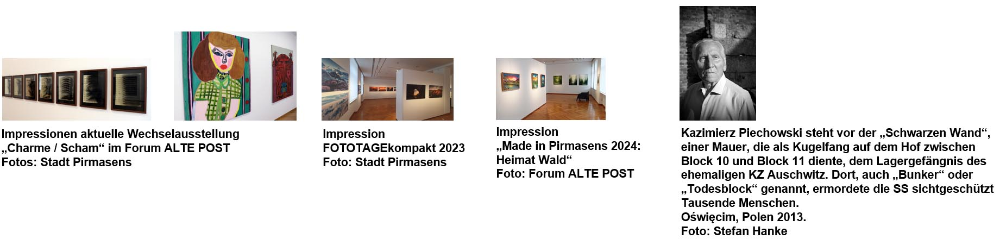 Impressionen aktuelle Wechselausstellung
„Charme / Scham“ im Forum ALTE POST
Fotos: Stadt Pirmasens
Impression
FOTOTAGEkompakt 2023
Foto: Stadt Pirmasens
Impression
„Made in Pirmasens 2024:
Heimat Wald“
Foto: Forum ALTE POST
Kazimierz Piechowski steht vor der „Schwarzen Wand“,
einer Mauer, die als Kugelfang auf dem Hof zwischen
Block 10 und Block 11 diente, dem Lagergefängnis des
ehemaligen KZ Auschwitz. Dort, auch „Bunker“ oder
„Todesblock“ genannt, ermordete die SS sichtgeschützt
Tausende Menschen.
Oświęcim, Polen 2013.
Foto: Stefan Hanke